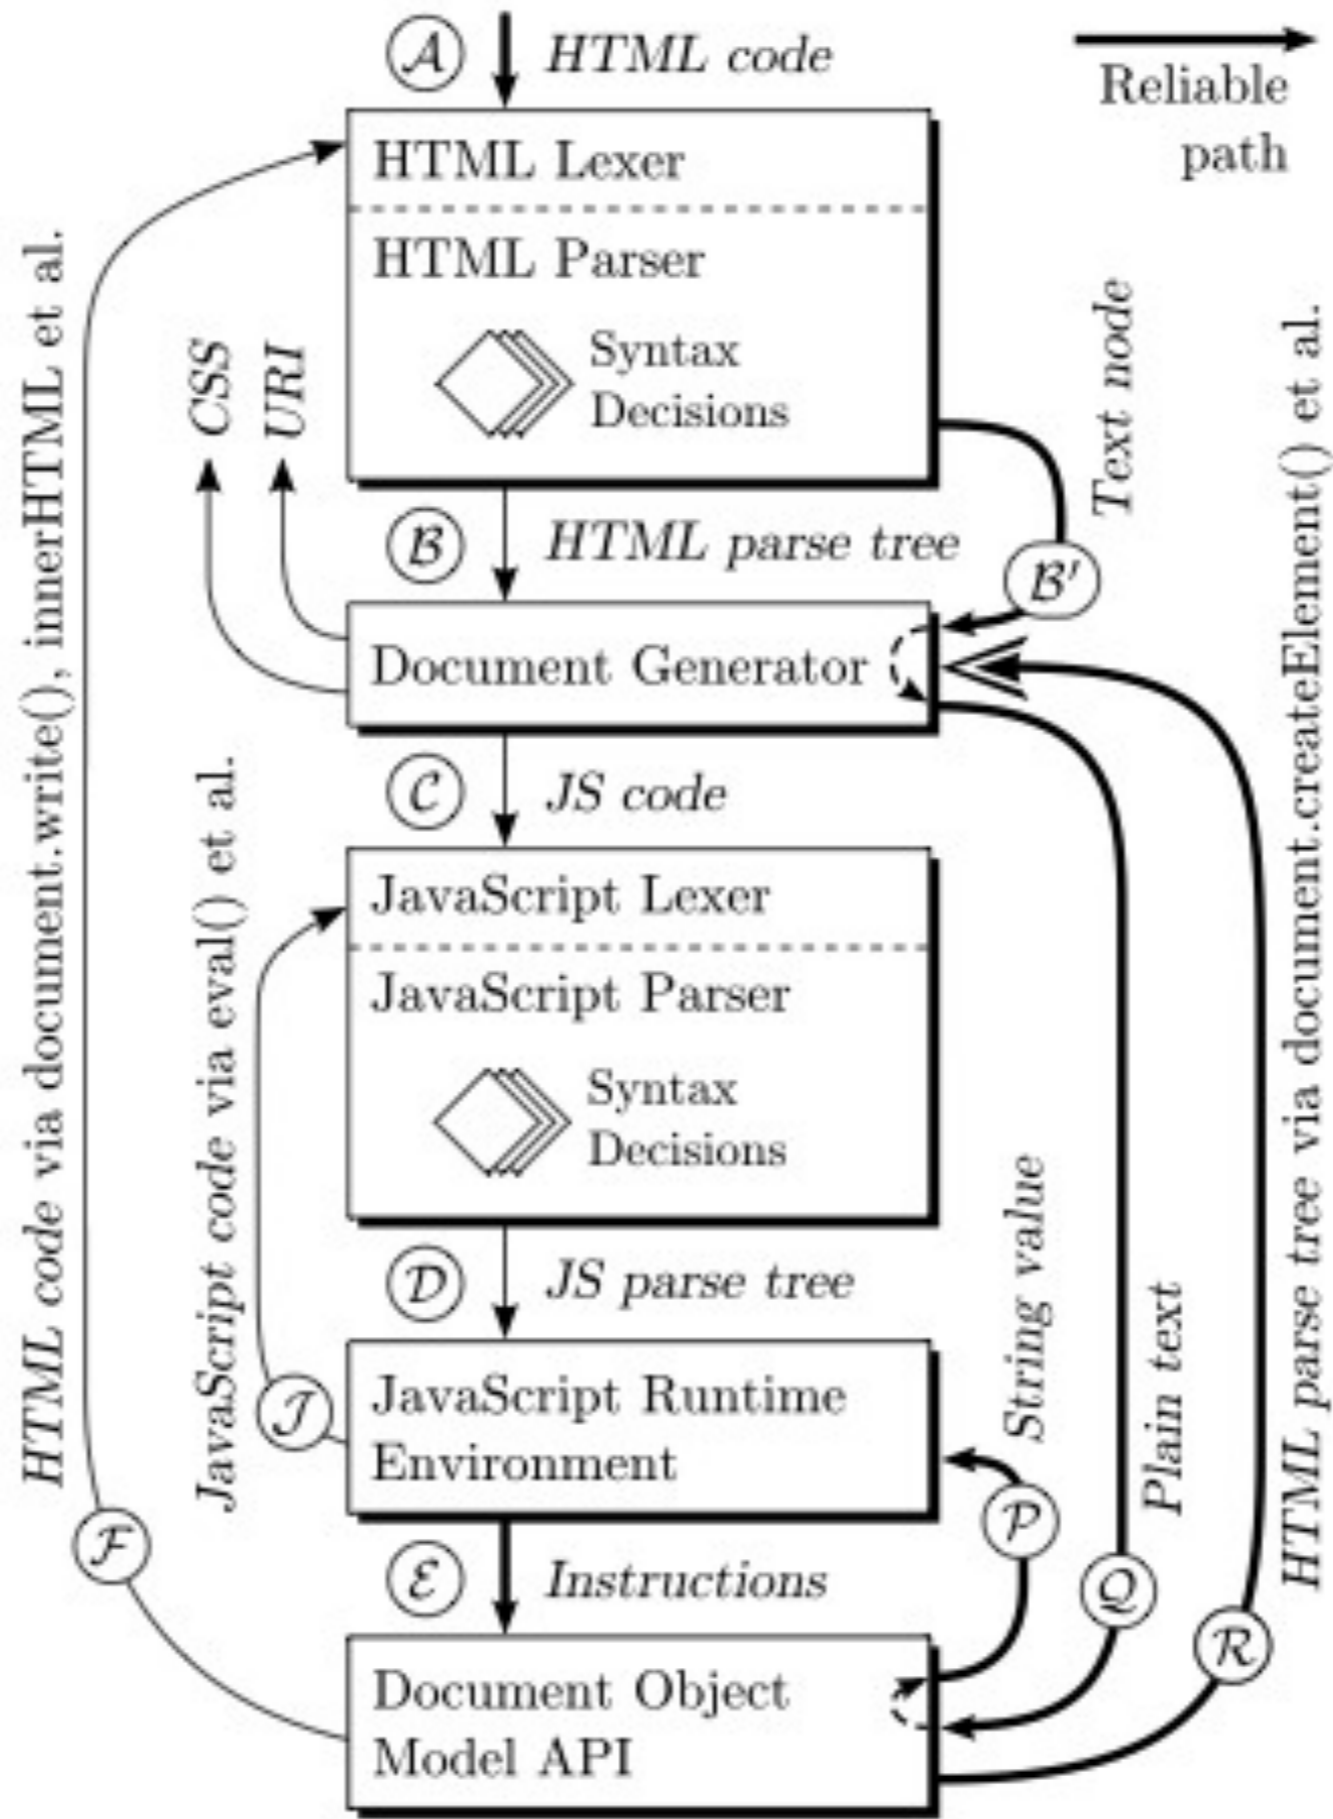 A
HTML code
Reliable
path
HTML Lexer
HTML Parser
Syntax
Decisions
CSS
URI
Text node
B
HTML parse tree
B′
Document Generator
C
JS code
JavaScript Lexer
JavaScript Parser
Syntax
Decisions
D
JS parse tree
JavaScript Runtime
Environment
J
String value
Plain text
P
E
Instructions
F
Q
R
Document Object
Model API
HTML code via document.write(), innerHTML et al.
JavaScript code via eval() et al.
HTML parse tree via document.createElement() et al.